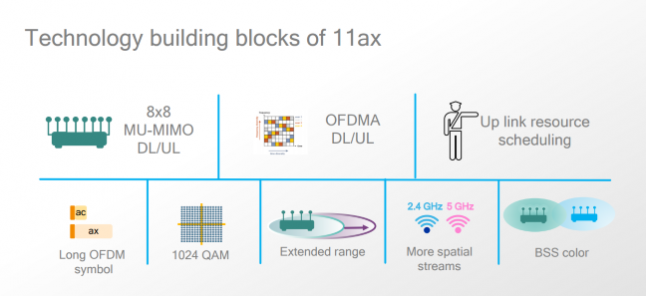 Technology building blocks of 11ax
8x8
MU-MIMO
DL/UL
OFDMA
DL/UL
Up link resource
scheduling
ac
ax
Long OFDM
symbol
1024 QAM
Extended range
2.4 GHz 5 GHz
More spatial
streams
BSS color